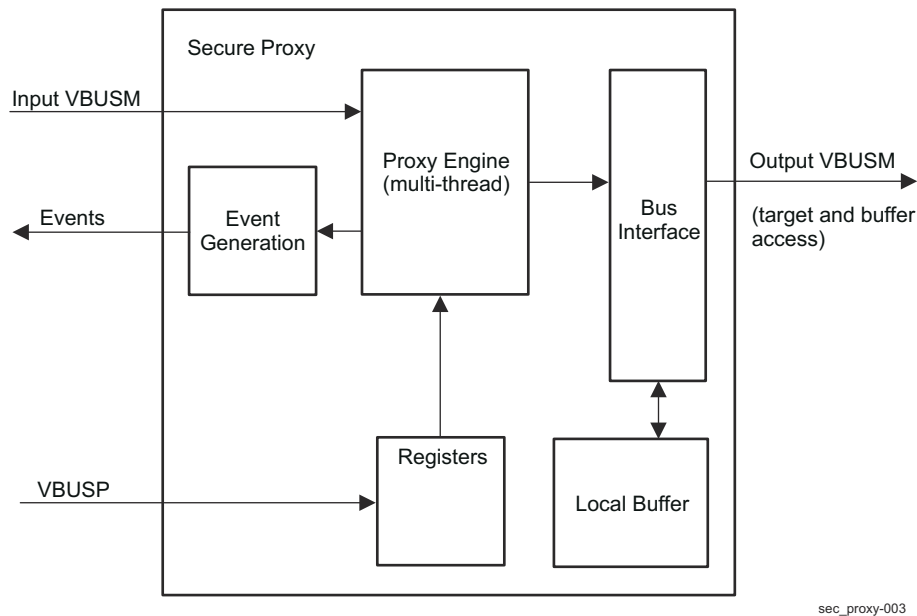 Secure Proxy
Input VBUSM
Proxy Engine
(multi-thread)
Output VBUSM
(target and buffer
access)
Bus
Interface
Events
Event
Generation
Registers
VBUSP
Local Buffer
sec_proxy-003